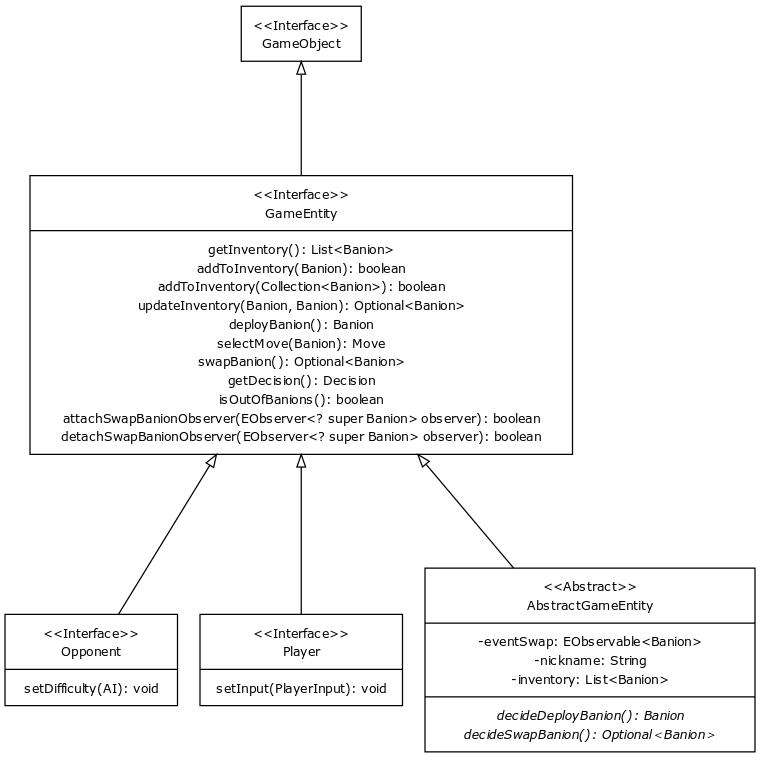 <<Interface>>
GameObject
<<Interface>>
GameEntity
getInventory(): List<Banion>
addToInventory(Banion): boolean
addToInventory(Collection<Banion>): boolean
updateInventory(Banion, Banion): Optional<Banion>
deployBanion(): Banion
selectMove(Banion): Move
swapBanion(): Optional<Banion>
getDecision(): Decision
isOutOfBanions(): boolean
attachSwapBanionObserver(EObserver<? super Banion> observer): boolean
detachSwapBanionObserver(EObserver<? super Banion> observer): boolean
<<Interface>>
Opponent
setDifficulty(AI): void
<<Interface>>
Player
setInput(PlayerInput): void
<<Abstract>>
AbstractGameEntity
-eventSwap: EObservable<Banion>
-nickname: String
-inventory: List<Banion>
decideDeployBanion(): Banion
decideSwapBanion(): Optional<Banion>